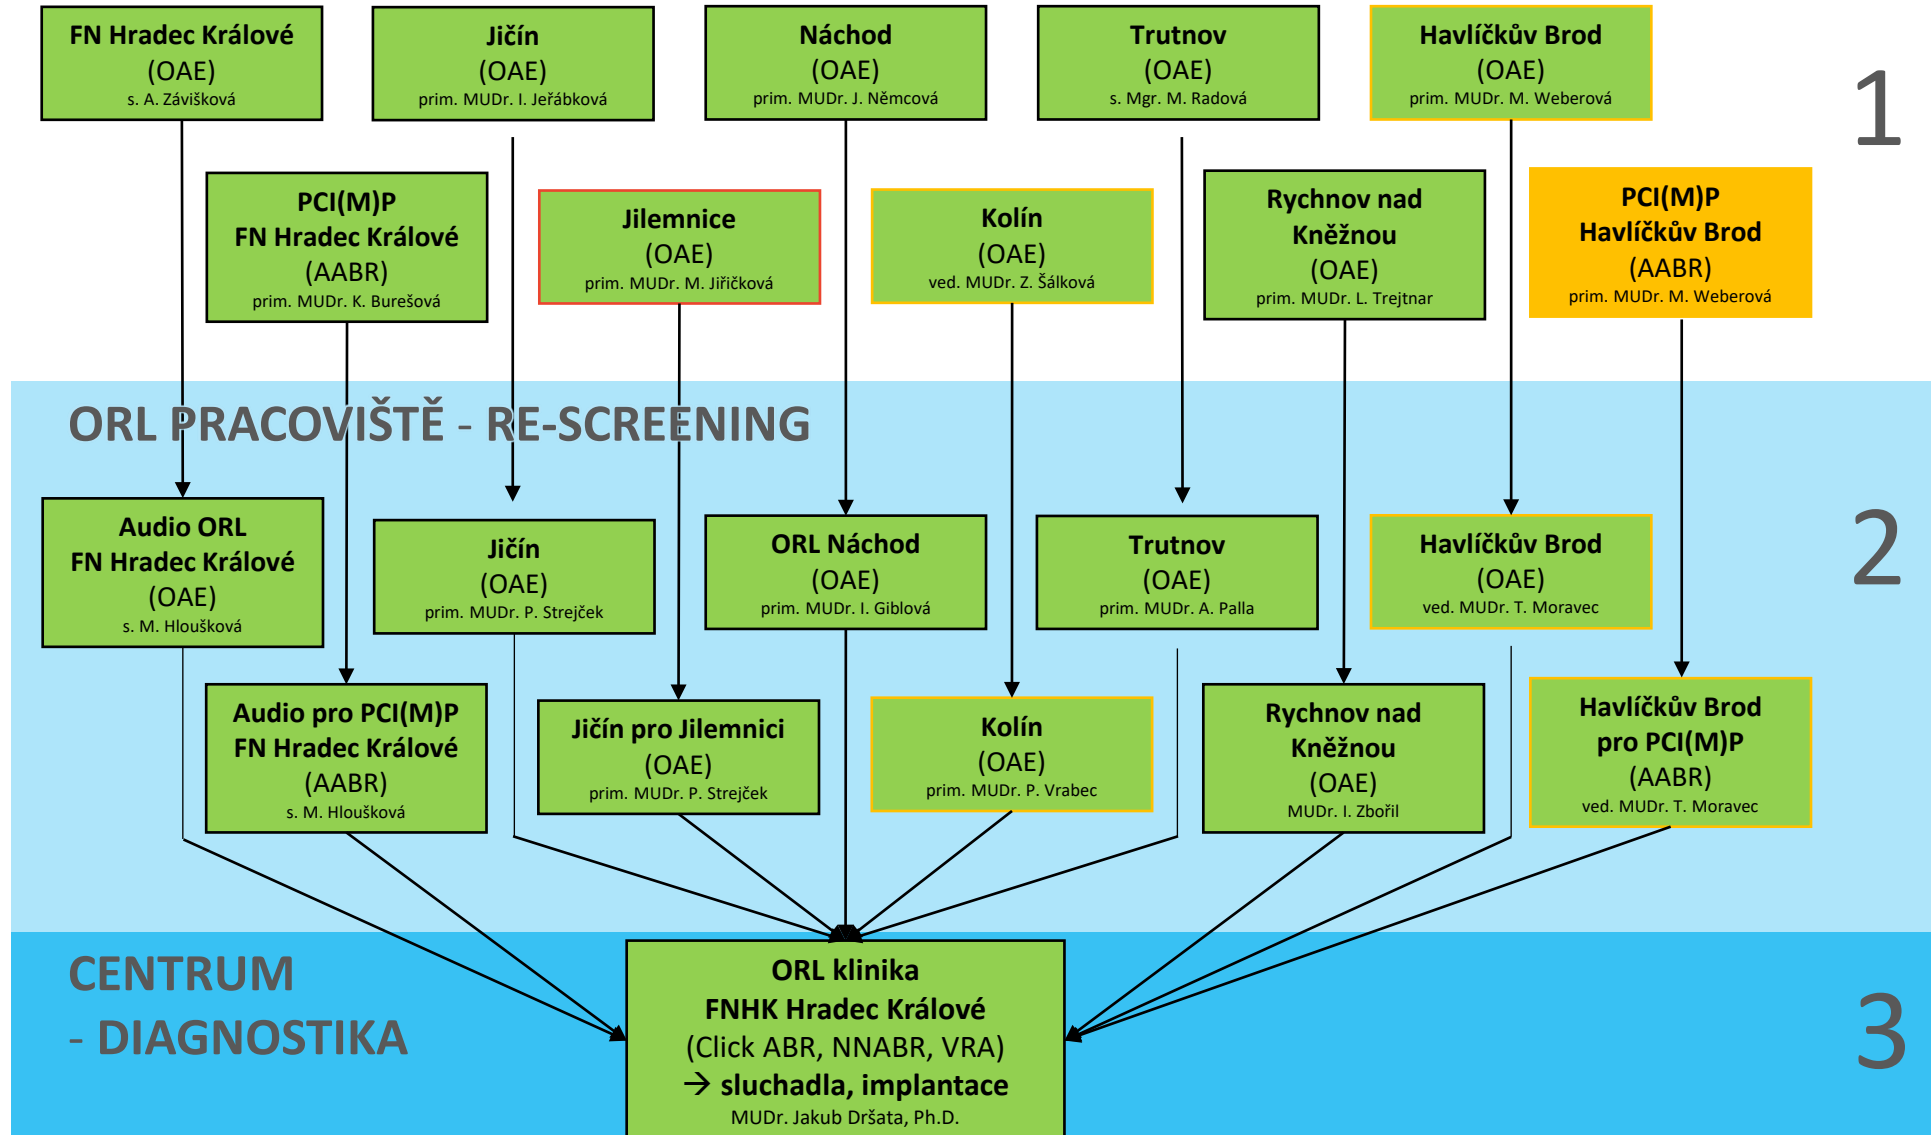 FN Hradec Králové
(OAE)
s. A. Závišková
Jičín
(OAE)
prim. MUDr. I. Jeřábková
Náchod
(OAE)
prim. MUDr. J. Němcová
Trutnov
(OAE)
s. Mgr. M. Radová
Havlíčkův Brod
(OAE)
prim. MUDr. M. Weberová
1
PCI(M)P
FN Hradec Králové
(AABR)
prim. MUDr. K. Burešová
Jilemnice
(OAE)
prim. MUDr. M. Jiřičková
Kolín
(OAE)
ved. MUDr. Z. Šálková
Rychnov nad
Kněžnou
(OAE)
prim. MUDr. L. Trejtnar
PCI(M)P
Havlíčkův Brod
(AABR)
prim. MUDr. M. Weberová
ORL PRACOVIŠTĚ - RE-SCREENING
Audio ORL
FN Hradec Králové
(OAE)
s. M. Hloušková
Jičín
(OAE)
prim. MUDr. P. Strejček
ORL Náchod
(OAE)
prim. MUDr. I. Giblová
Trutnov
(OAE)
prim. MUDr. A. Palla
Havlíčkův Brod
(OAE)
ved. MUDr. T. Moravec
2
Audio pro PCI(M)P
FN Hradec Králové
(AABR)
s. M. Hloušková
Jičín pro Jilemnici
(OAE)
prim. MUDr. P. Strejček
Kolín
(OAE)
prim. MUDr. P. Vrabec
Rychnov nad
Kněžnou
(OAE)
MUDr. I. Zbořil
Havlíčkův Brod
pro PCI(M)P
(AABR)
ved. MUDr. T. Moravec
CENTRUM
- DIAGNOSTIKA
ORL klinika
FNHK Hradec Králové
(Click ABR, NNABR, VRA)
→ sluchadla, implantace
MUDr. Jakub Dršata, Ph.D.
3